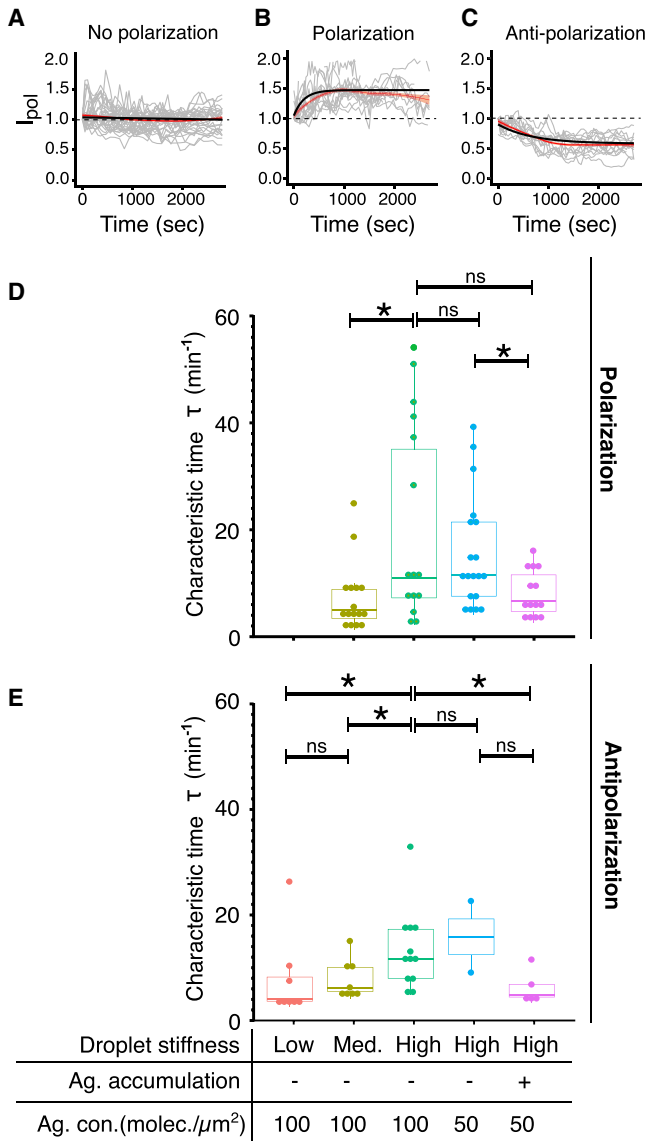 A
No polarization
B
Polarization
C
Anti-polarization
I pol
2.0
1.5
1.0
0.5
0.0
0 1000 2000
Time (sec)
2.0
1.5
1.0
0.5
0.0
0 1000 2000
Time (sec)
2.0
1.5
1.0
0.5
0.0
0 1000 2000
Time (sec)
D
ns
* ns
*
60
40
20
0
Characteristic time τ (min⁻¹)
Polarization
E
* *
* ns
ns ns
60
40
20
0
Characteristic time τ (min⁻¹)
Antipolarization
Droplet stiffness Low Med. High High High
Ag. accumulation - - - - +
Ag. con.(molec./µm²) 100 100 100 50 50